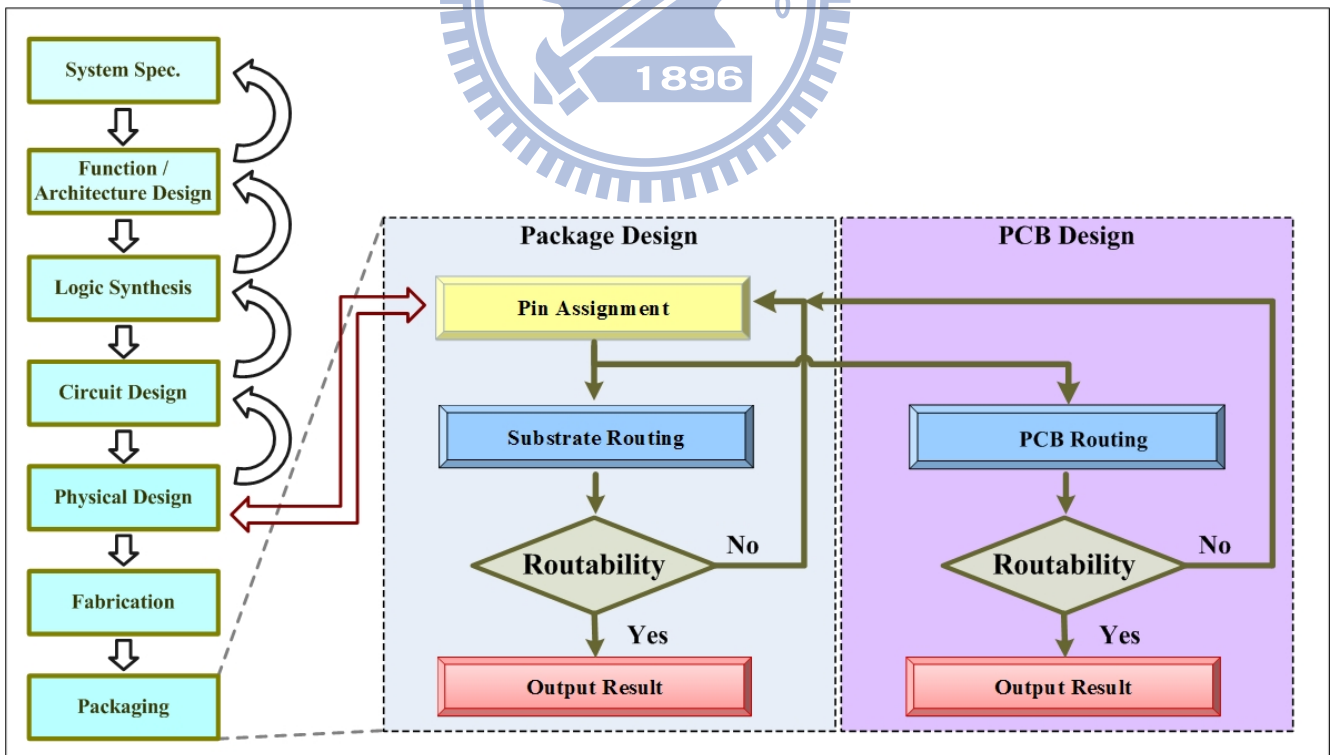 1896
System Spec.
Function /
Architecture Design
Logic Synthesis
Circuit Design
Physical Design
Fabrication
Packaging
Package Design
Pin Assignment
Substrate Routing
Routability
No
Yes
Output Result
PCB Design
PCB Routing
Routability
No
Yes
Output Result